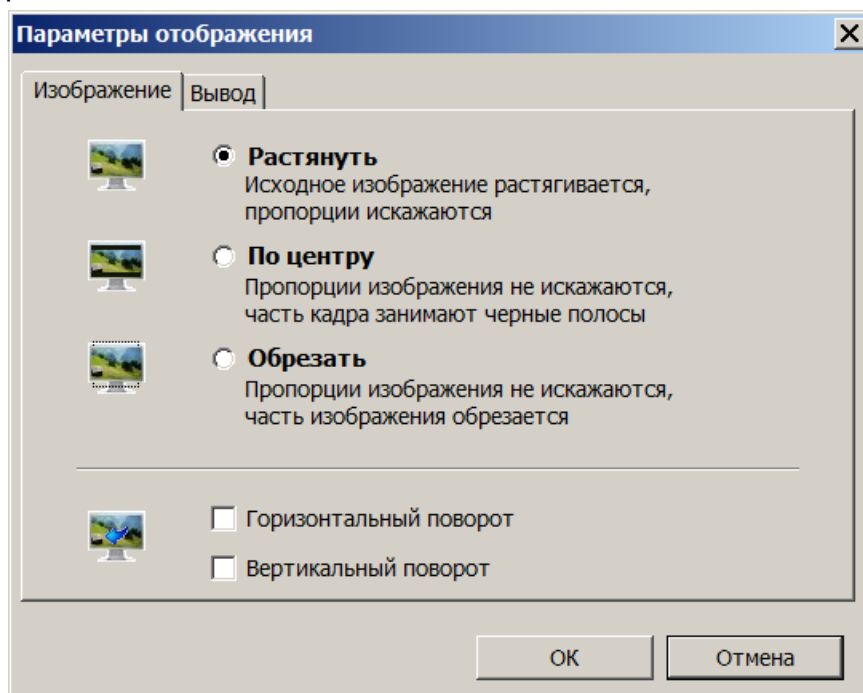 Параметры отображения
Изображение
Вывод
Растянуть
Исходное изображение растягивается,
пропорции искажаются
По центру
Пропорции изображения не искажаются,
часть кадра занимают черные полосы
Обрезать
Пропорции изображения не искажаются,
часть изображения обрезается
Горизонтальный поворот
Вертикальный поворот
ОК
Отмена